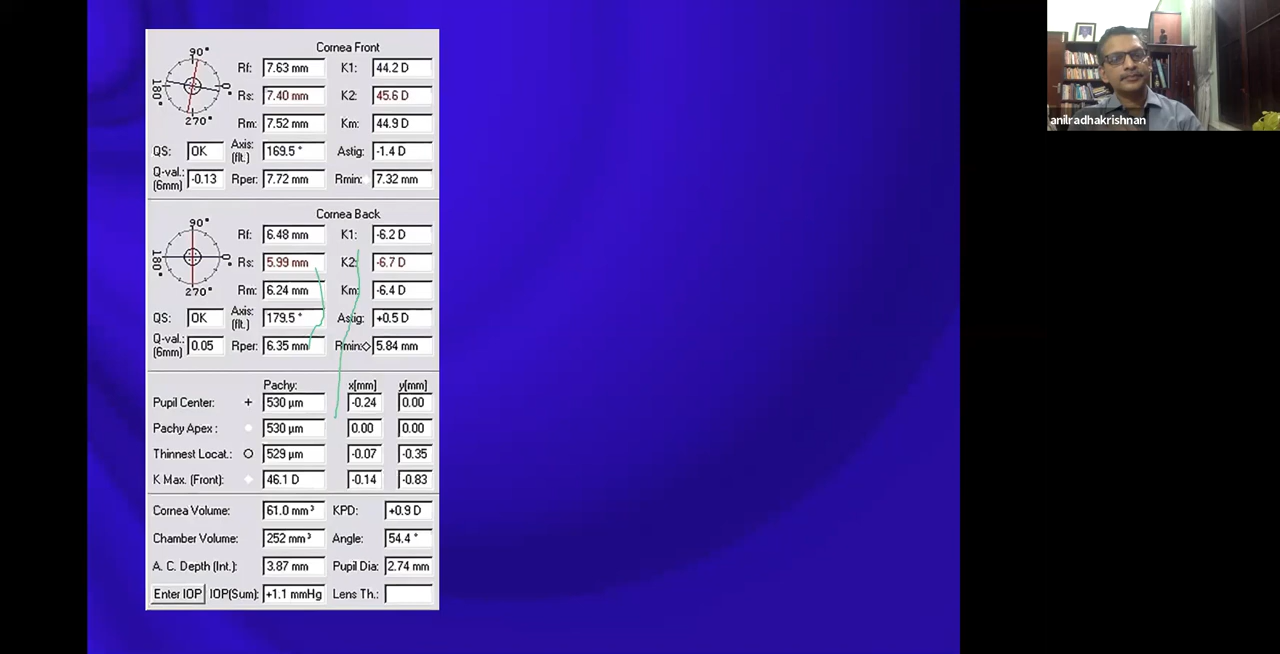 Cornea Front
90°
Rf: 7.63 mm K1: 44.2 D
180° 0° Rs: 7.40 mm K2: 45.6 D
270° Rm: 7.52 mm Km: 44.9 D
QS: OK Axis: (flt.) 169.5° Astig: -1.4 D
Q-val.: (6mm) -0.13 Rper: 7.72 mm Rmin: 7.32 mm
Cornea Back
90°
Rf: 6.48 mm K1: -6.2 D
180° 0° Rs: 5.99 mm K2: -6.7 D
270° Rm: 6.24 mm Km: -6.4 D
QS: OK Axis: (flt.) 179.5° Astig: +0.5 D
Q-val.: (6mm) 0.05 Rper: 6.35 mm Rmin: 5.84 mm
Pachy: x[mm] y[mm]
Pupil Center: + 530 µm -0.24 0.00
Pachy Apex: 530 µm 0.00 0.00
Thinnest Locat.: O 529 µm -0.07 -0.35
K Max. (Front): 46.1 D -0.14 -0.83
Cornea Volume: 61.0 mm³ KPD: +0.9 D
Chamber Volume: 252 mm³ Angle: 54.4°
A. C. Depth (Int.): 3.87 mm Pupil Dia: 2.74 mm
Enter IOP IOP(Sum): +1.1 mmHg Lens Th.:
anilradhakrishnan